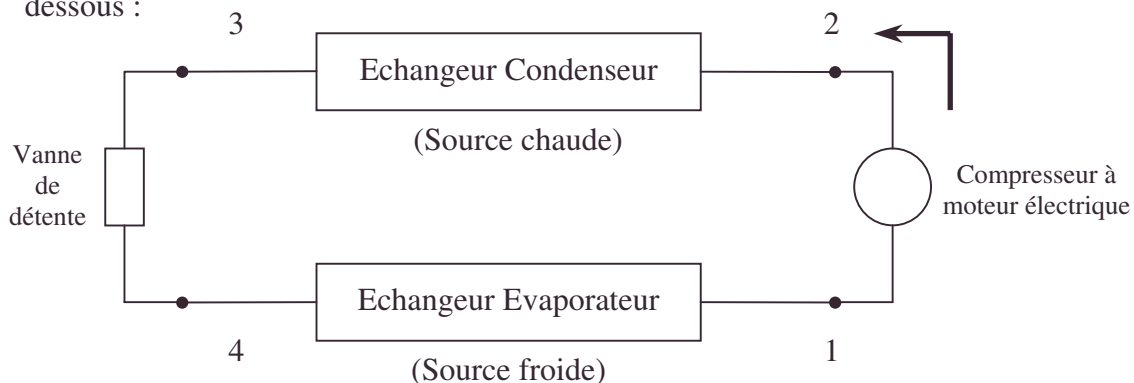 dessous :
3
2
Echangeur Condenseur
(Source chaude)
Vanne
de
détente
Compresseur à
moteur électrique
Echangeur Evaporateur
4
1
(Source froide)